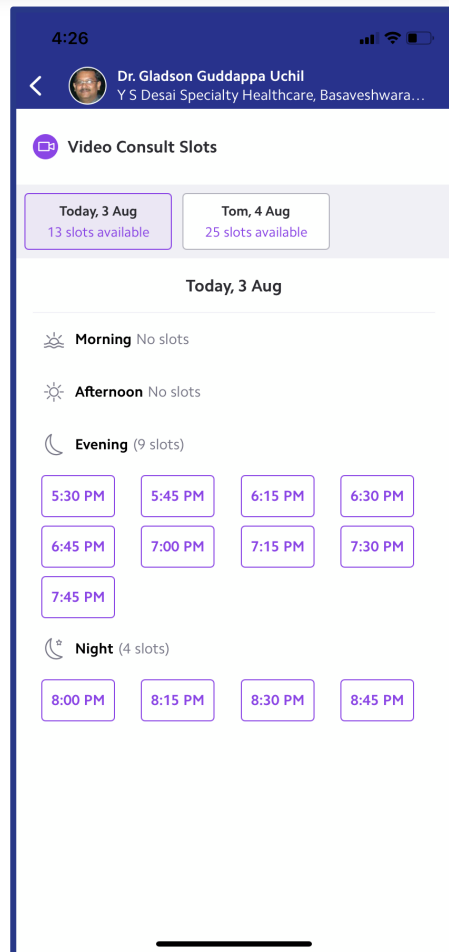 4:26
Dr. Gladson Guddappa Uchil
Y S Desai Specialty Healthcare, Basaveshwara...
Video Consult Slots
Today, 3 Aug
13 slots available
Tom, 4 Aug
25 slots available
Today, 3 Aug
Morning No slots
Afternoon No slots
Evening (9 slots)
5:30 PM 5:45 PM 6:15 PM 6:30 PM
6:45 PM 7:00 PM 7:15 PM 7:30 PM
7:45 PM
Night (4 slots)
8:00 PM 8:15 PM 8:30 PM 8:45 PM